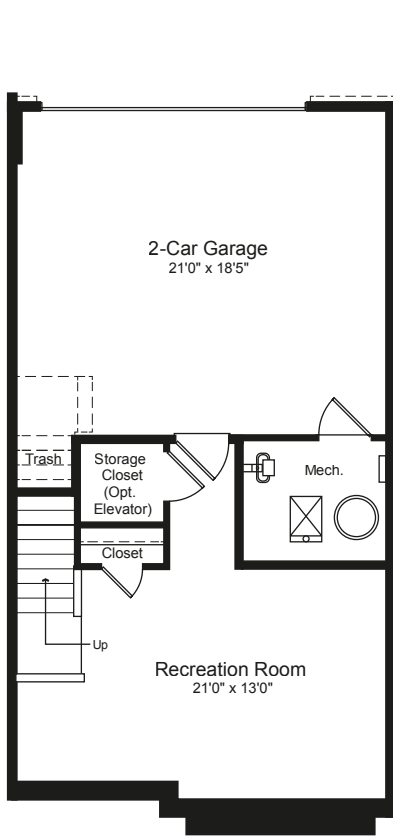 2-Car Garage
21'0" x 18'5"
Trash
Storage
Closet
(Opt.
Elevator)
Mech.
Closet
Up
Recreation Room
21'0" x 13'0"